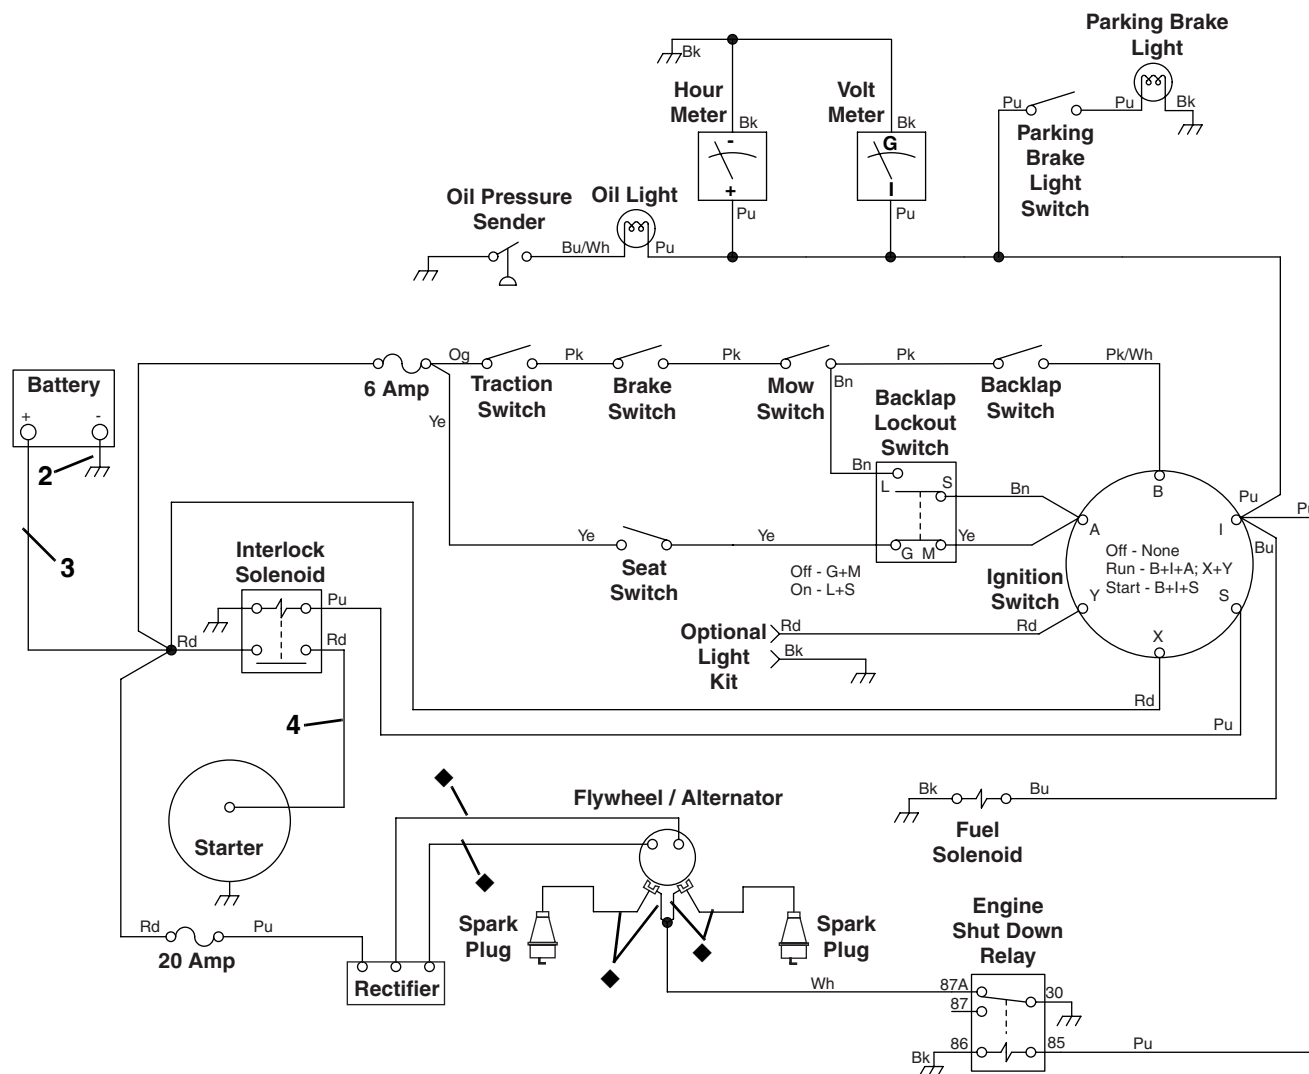 Parking Brake
Light
Bk
Hour
Meter
Volt
Meter
Pu
Pu
Bk
Bk
Bk
-
+
G
I
Parking
Brake
Light
Switch
Oil Pressure
Sender
Oil Light
Pu
Pu
Bu/Wh
Pu
Battery
+
-
6 Amp
Og
Traction
Switch
Pk
Brake
Switch
Pk
Mow
Switch
Pk
Backlap
Switch
Pk/Wh
Bn
Backlap
Lockout
Switch
Ye
2
Bn
L
S
Bn
B
Pu
Pu
A
I
3
Interlock
Solenoid
Ye
Seat
Switch
Ye
G
M
Ye
Off - G+M
On - L+S
Ignition
Switch
Off - None
Run - B+I+A; X+Y
Start - B+I+S
Bu
Y
S
X
Pu
Rd
Rd
Optional
Light
Kit
Rd
Bk
Rd
Rd
Pu
4
Starter
Flywheel / Alternator
Bk
Bu
Fuel
Solenoid
Spark
Plug
Spark
Plug
Engine
Shut Down
Relay
Rd
20 Amp
Pu
Rectifier
Wh
87A
87
30
86
85
Bk
Pu